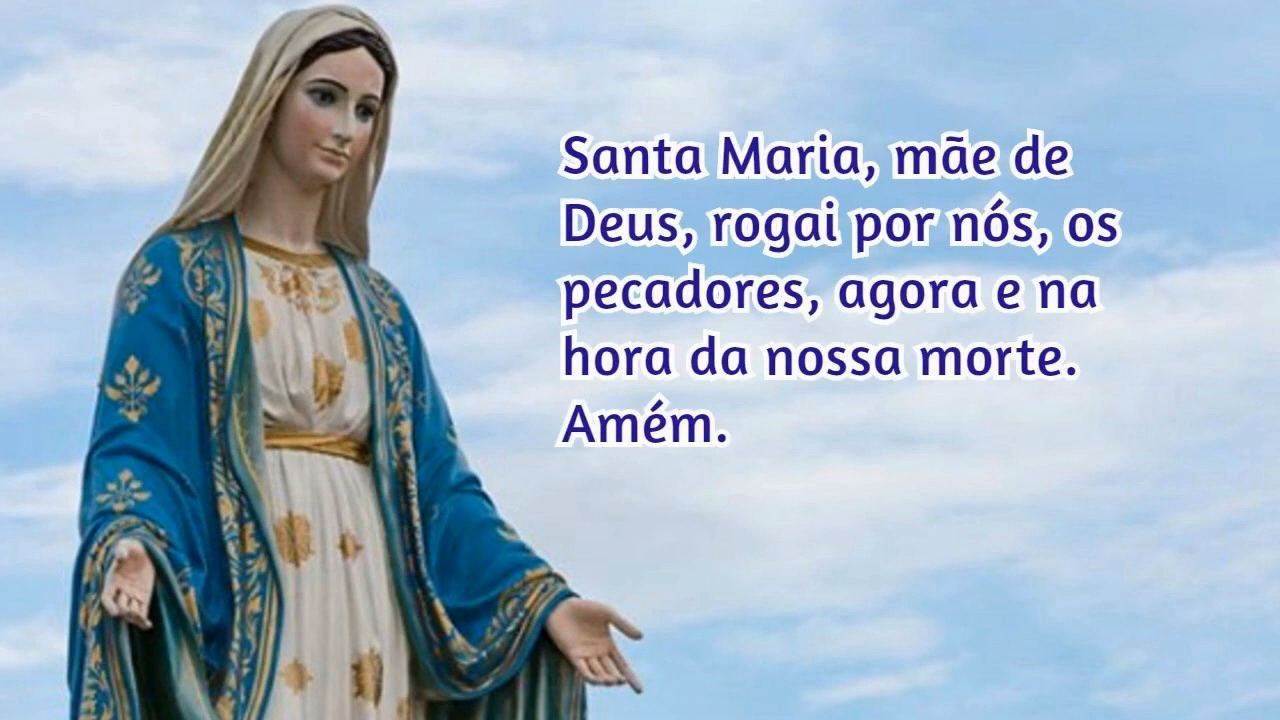 Santa Maria, mãe de
Deus, rogai por nós, os
pecadores, agora e na
hora da nossa morte.
Amém.